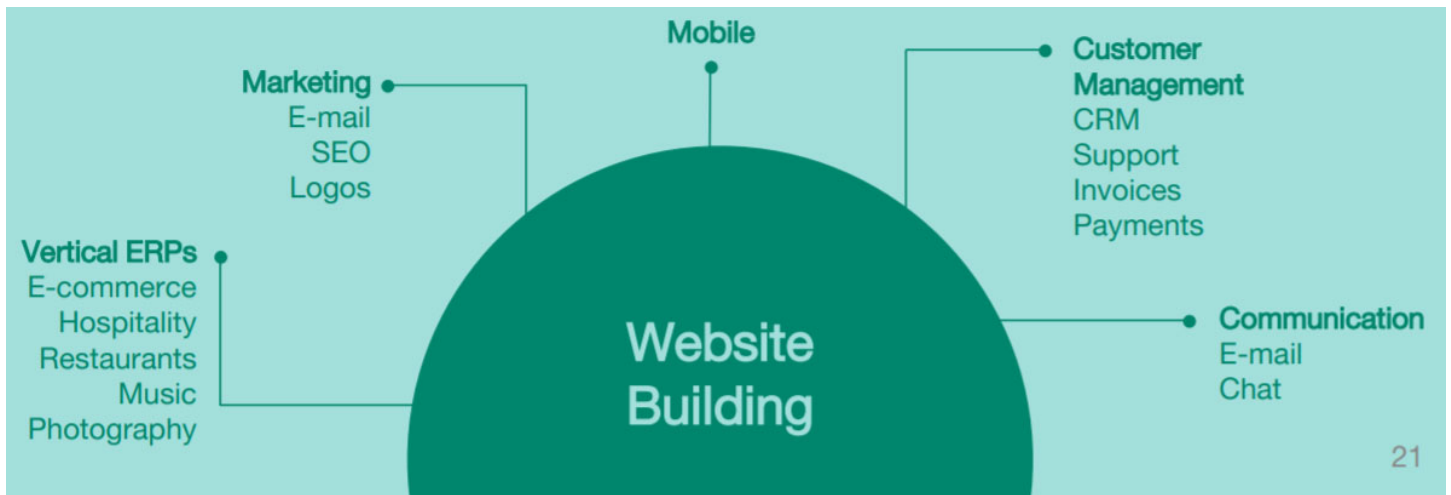 Mobile
Marketing
E-mail
SEO
Logos
Customer
Management
CRM
Support
Invoices
Payments
Vertical ERPs
E-commerce
Hospitality
Restaurants
Music
Photography
Website
Building
Communication
E-mail
Chat
21